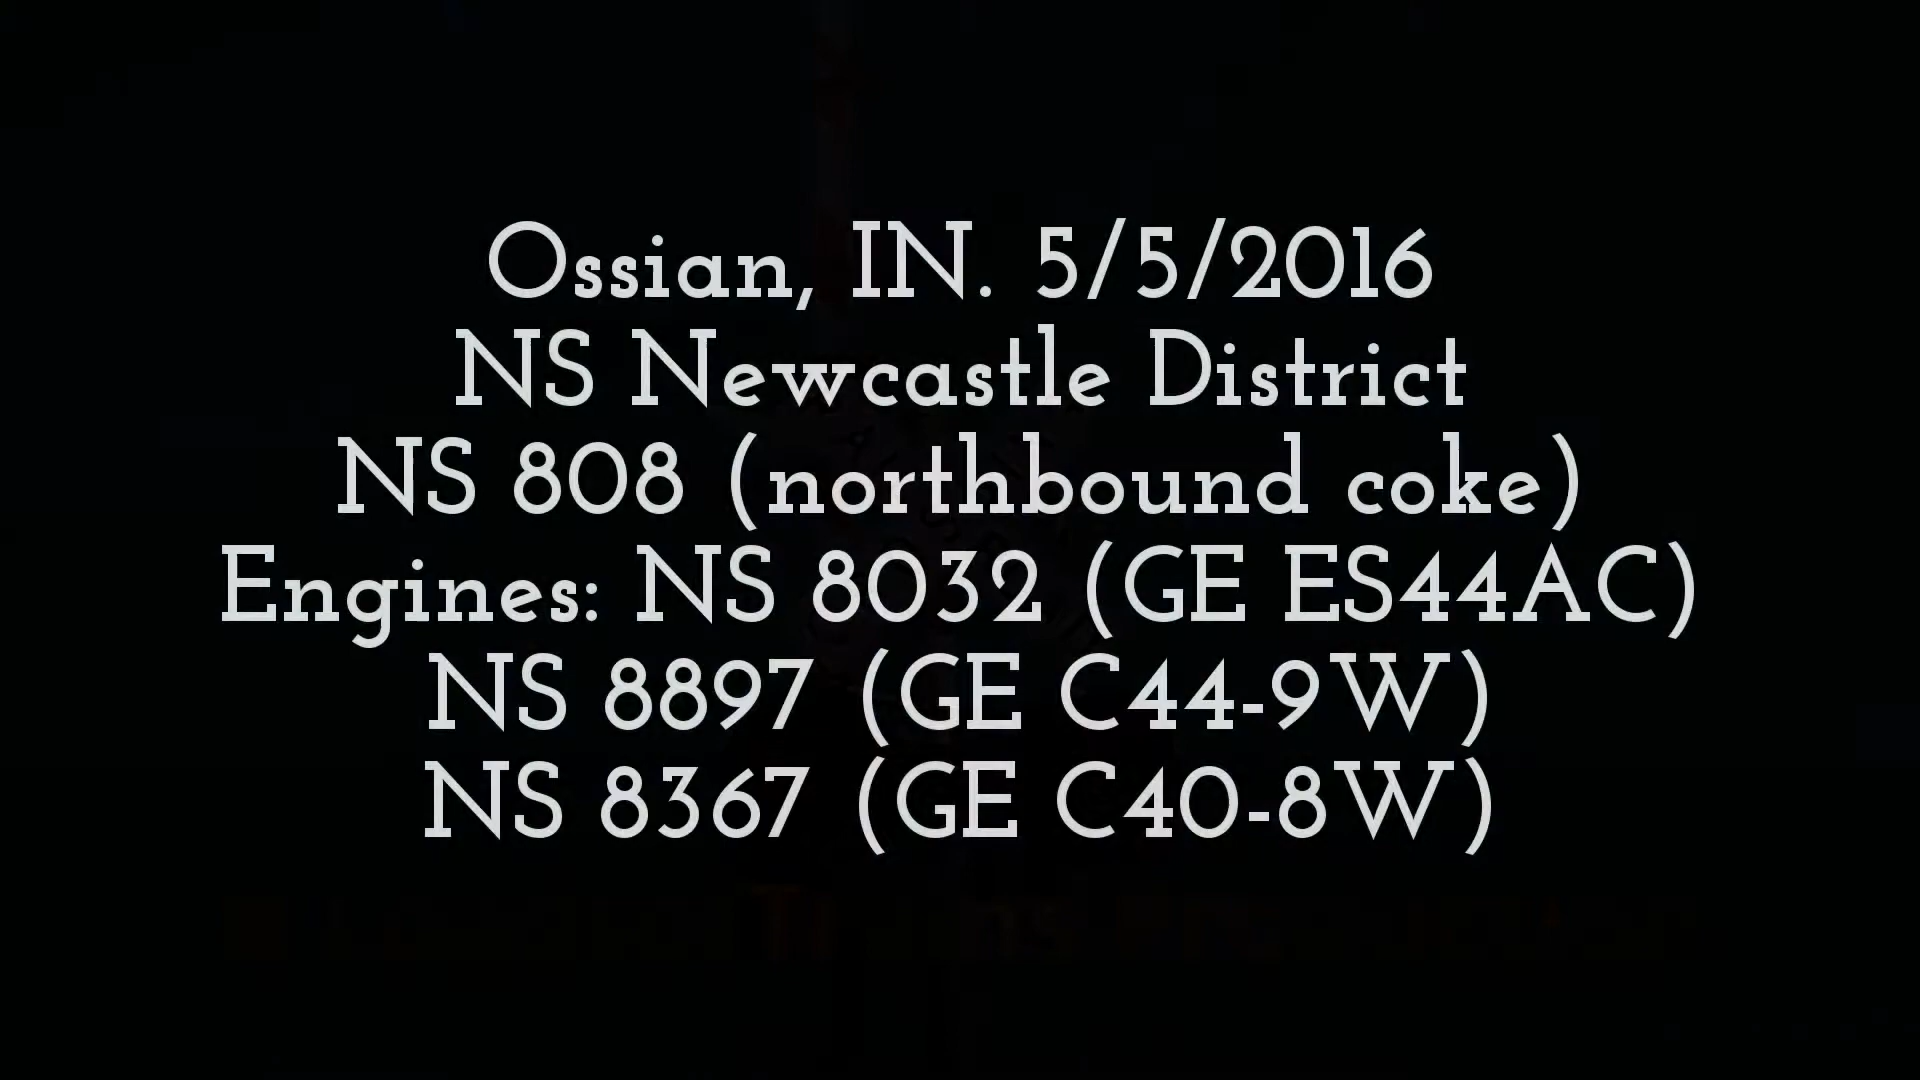 Ossian, IN. 5/5/2016
NS Newcastle District
NS 808 (northbound coke)
Engines: NS 8032 (GE ES44AC)
NS 8897 (GE C44-9W)
NS 8367 (GE C40-8W)